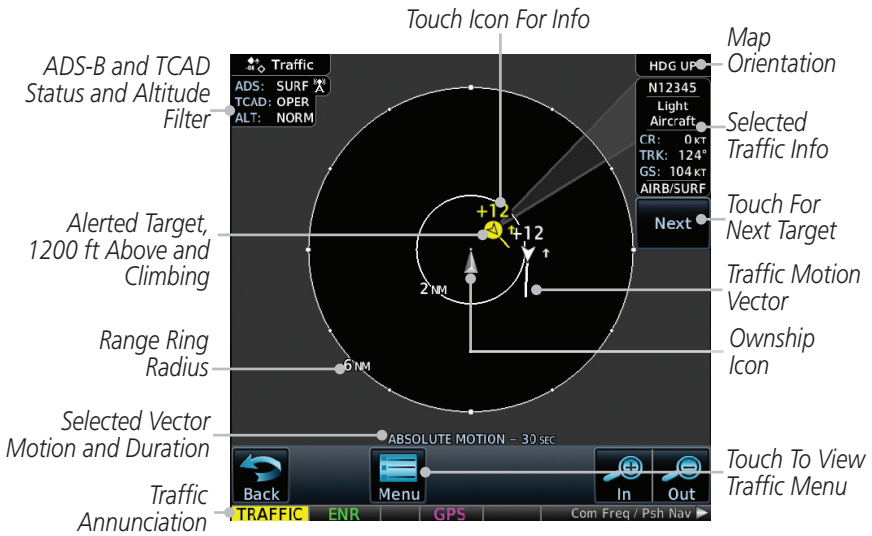 Touch Icon For Info
Map
Orientation
ADS-B and TCAD
Status and Altitude
Filter
Traffic
ADS: SURF
TCAD: OPER
ALT: NORM
HDG UP
N12345
Light
Aircraft
CR: 0 KT
TRK: 124°
GS: 104 KT
AIRB/SURF
Selected
Traffic Info
Next
Touch For
Next Target
Alerted Target,
1200 ft Above and
Climbing
+12
+12
2 NM
Traffic Motion
Vector
Ownship
Icon
Range Ring
Radius
6 NM
Selected Vector
Motion and Duration
ABSOLUTE MOTION – 30 SEC
Back
Menu
In
Out
Touch To View
Traffic Menu
Traffic
Annunciation
TRAFFIC ENR GPS Com Freq / Psh Nav